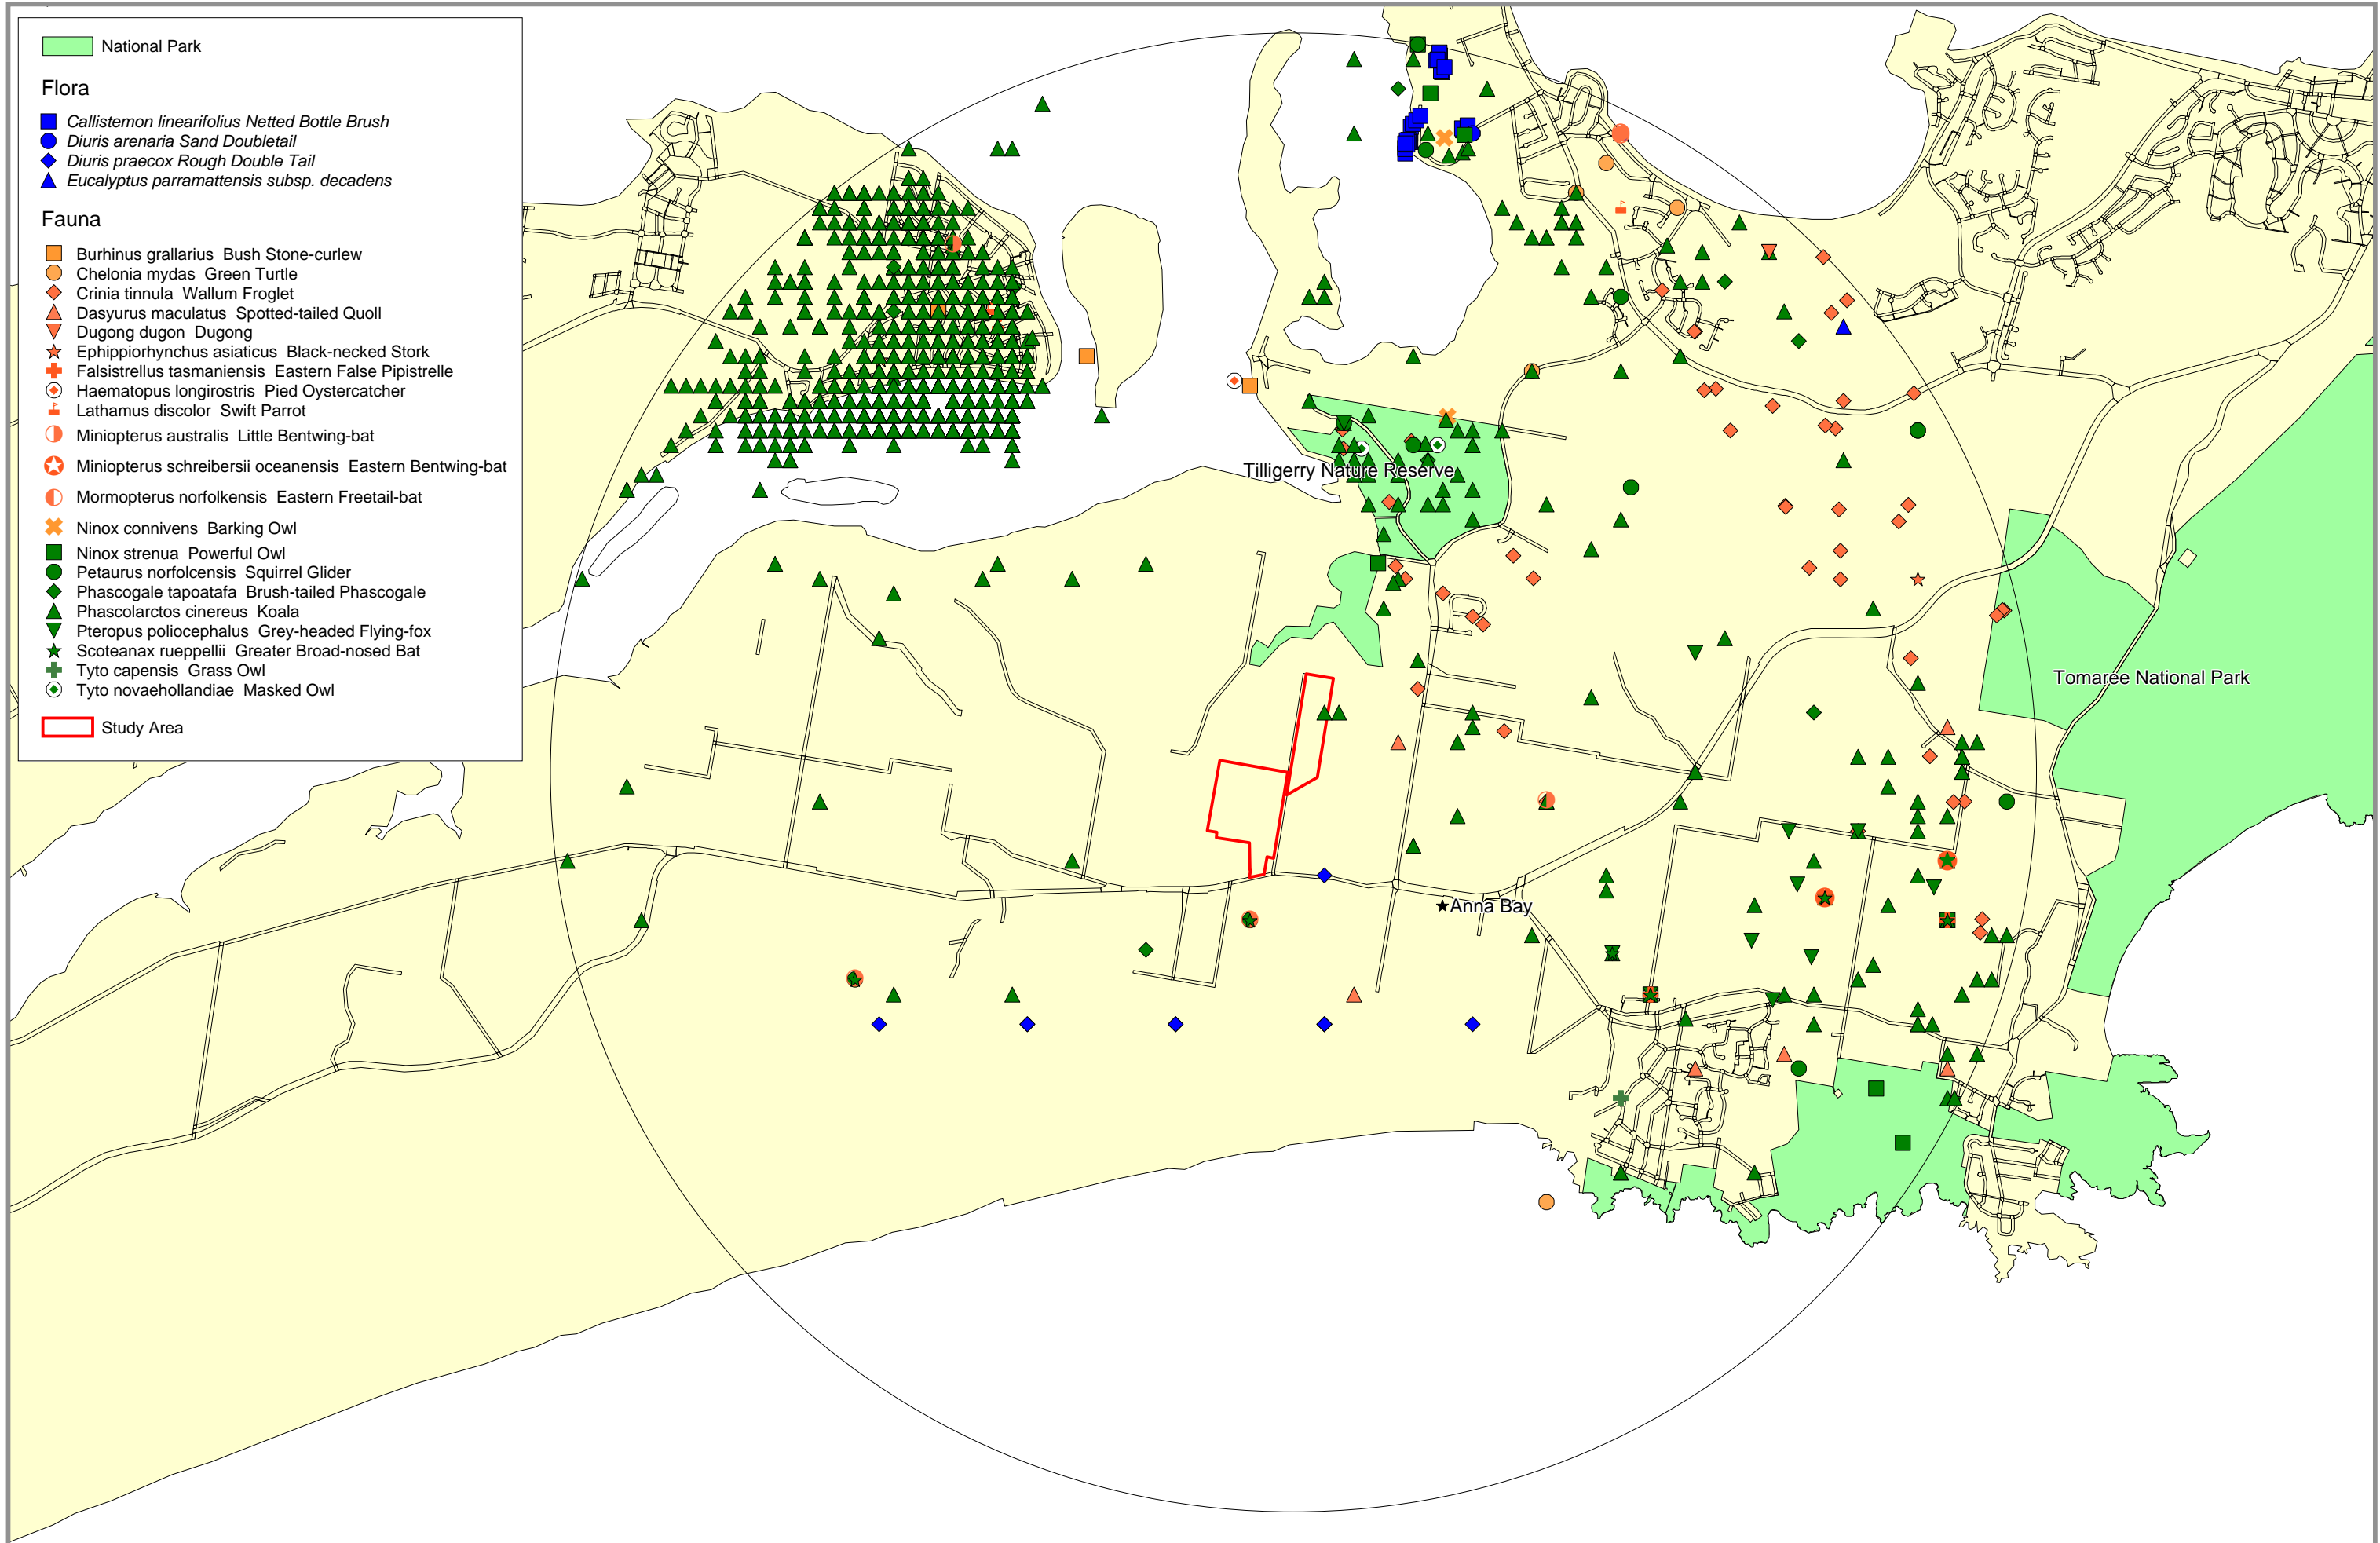 National Park
Flora
Callistemon linearifolius Netted Bottle Brush
Diuris arenaria Sand Doubletail
Diuris praecox Rough Double Tail
Eucalyptus parramattensis subsp. decadens
Fauna
Burhinus grallarius Bush Stone-curlew
Chelonia mydas Green Turtle
Crinia tinnula Wallum Froglet
Dasyurus maculatus Spotted-tailed Quoll
Dugong dugon Dugong
Ephippiorhynchus asiaticus Black-necked Stork
Falsistrellus tasmaniensis Eastern False Pipistrelle
Haematopus longirostris Pied Oystercatcher
Lathamus discolor Swift Parrot
Miniopterus australis Little Bentwing-bat
Miniopterus schreibersii oceanensis Eastern Bentwing-bat
Mormopterus norfolkensis Eastern Freetail-bat
Ninox connivens Barking Owl
Ninox strenua Powerful Owl
Petaurus norfolcensis Squirrel Glider
Phascogale tapoatafa Brush-tailed Phascogale
Phascolarctos cinereus Koala
Pteropus poliocephalus Grey-headed Flying-fox
Scoteanax rueppellii Greater Broad-nosed Bat
Tyto capensis Grass Owl
Tyto novaehollandiae Masked Owl
Study Area
Tilligerry Nature Reserve
Tomaree National Park
Anna Bay